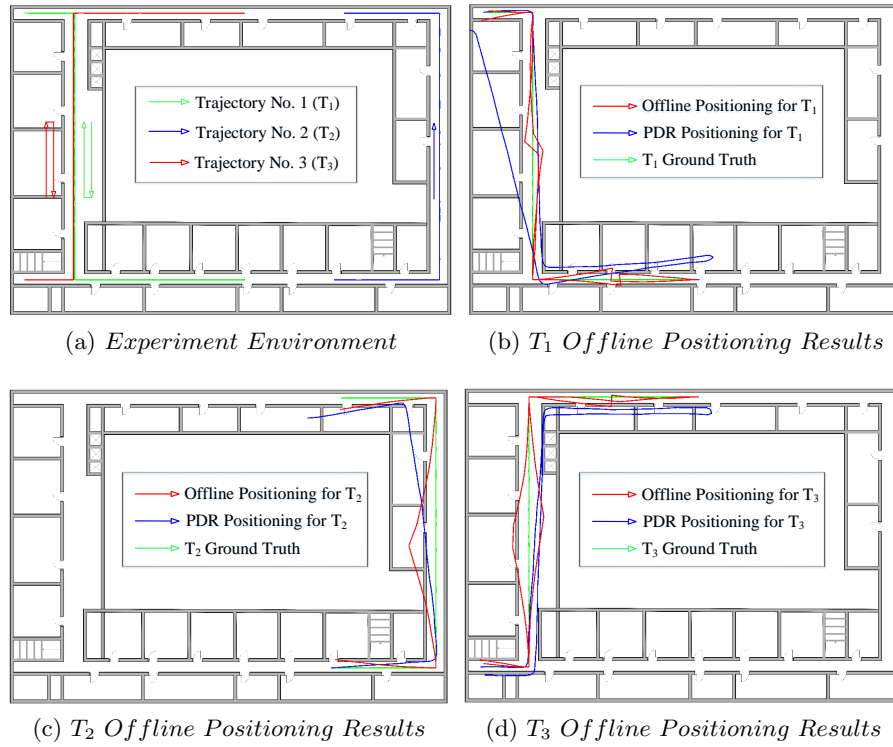 Trajectory No. 1 (T1)
Trajectory No. 2 (T2)
Trajectory No. 3 (T3)
(a) Experiment Environment
Offline Positioning for T1
PDR Positioning for T1
T1 Ground Truth
(b) T1 Offline Positioning Results
Offline Positioning for T2
PDR Positioning for T2
T2 Ground Truth
(c) T2 Offline Positioning Results
Offline Positioning for T3
PDR Positioning for T3
T3 Ground Truth
(d) T3 Offline Positioning Results